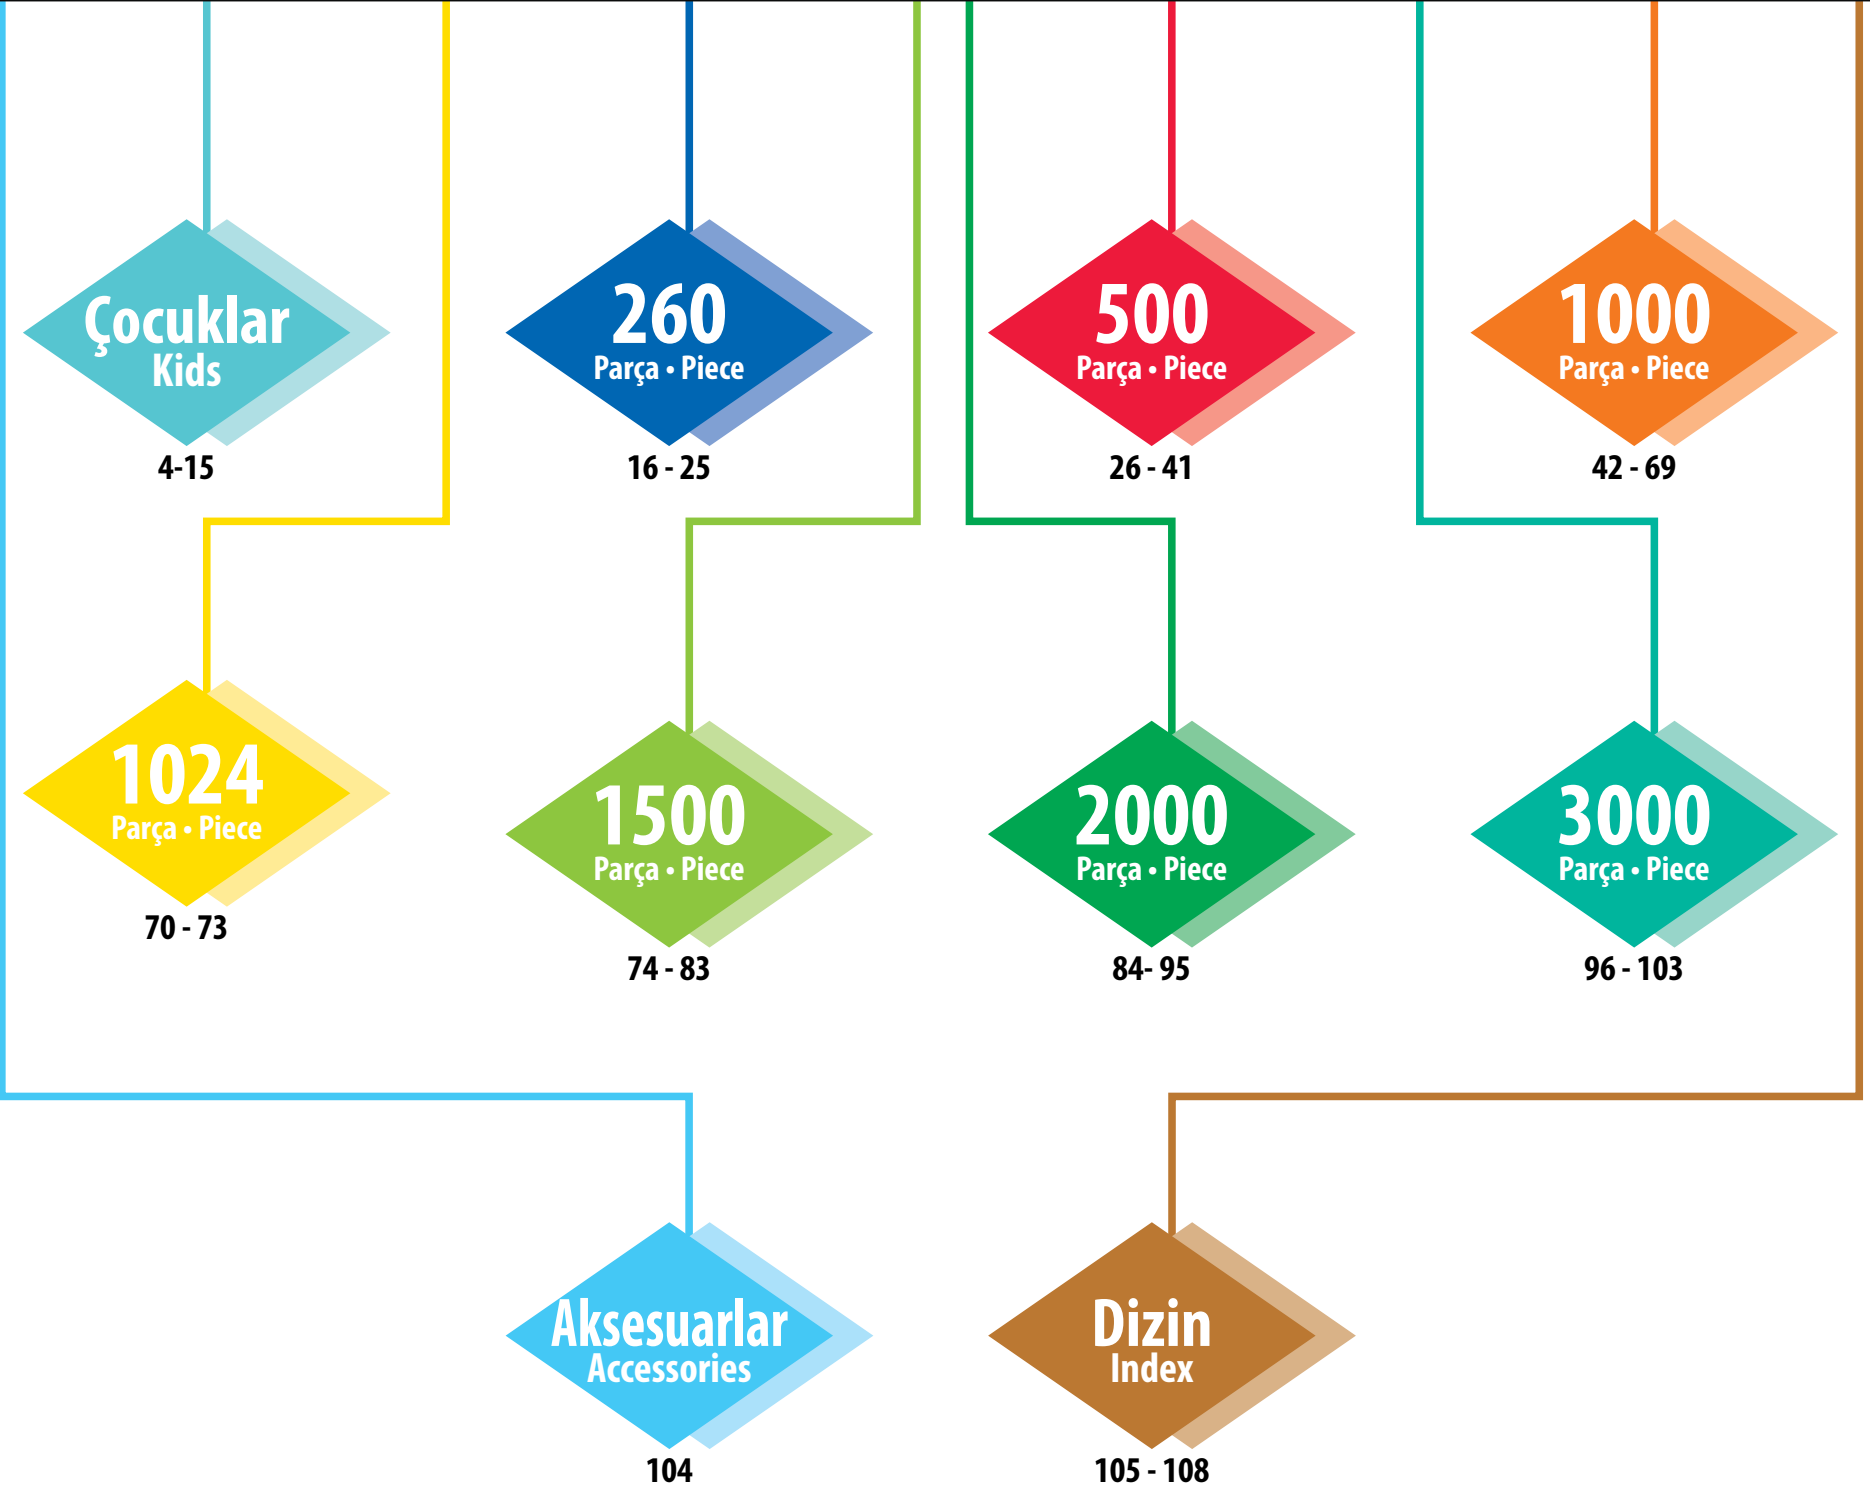 Çocuklar
Kids
4-15
260
Parça • Piece
16 - 25
500
Parça • Piece
26 - 41
1000
Parça • Piece
42 - 69
1024
Parça • Piece
70 - 73
1500
Parça • Piece
74 - 83
2000
Parça • Piece
84- 95
3000
Parça • Piece
96 - 103
Aksesuarlar
Accessories
104
Dizin
Index
105 - 108